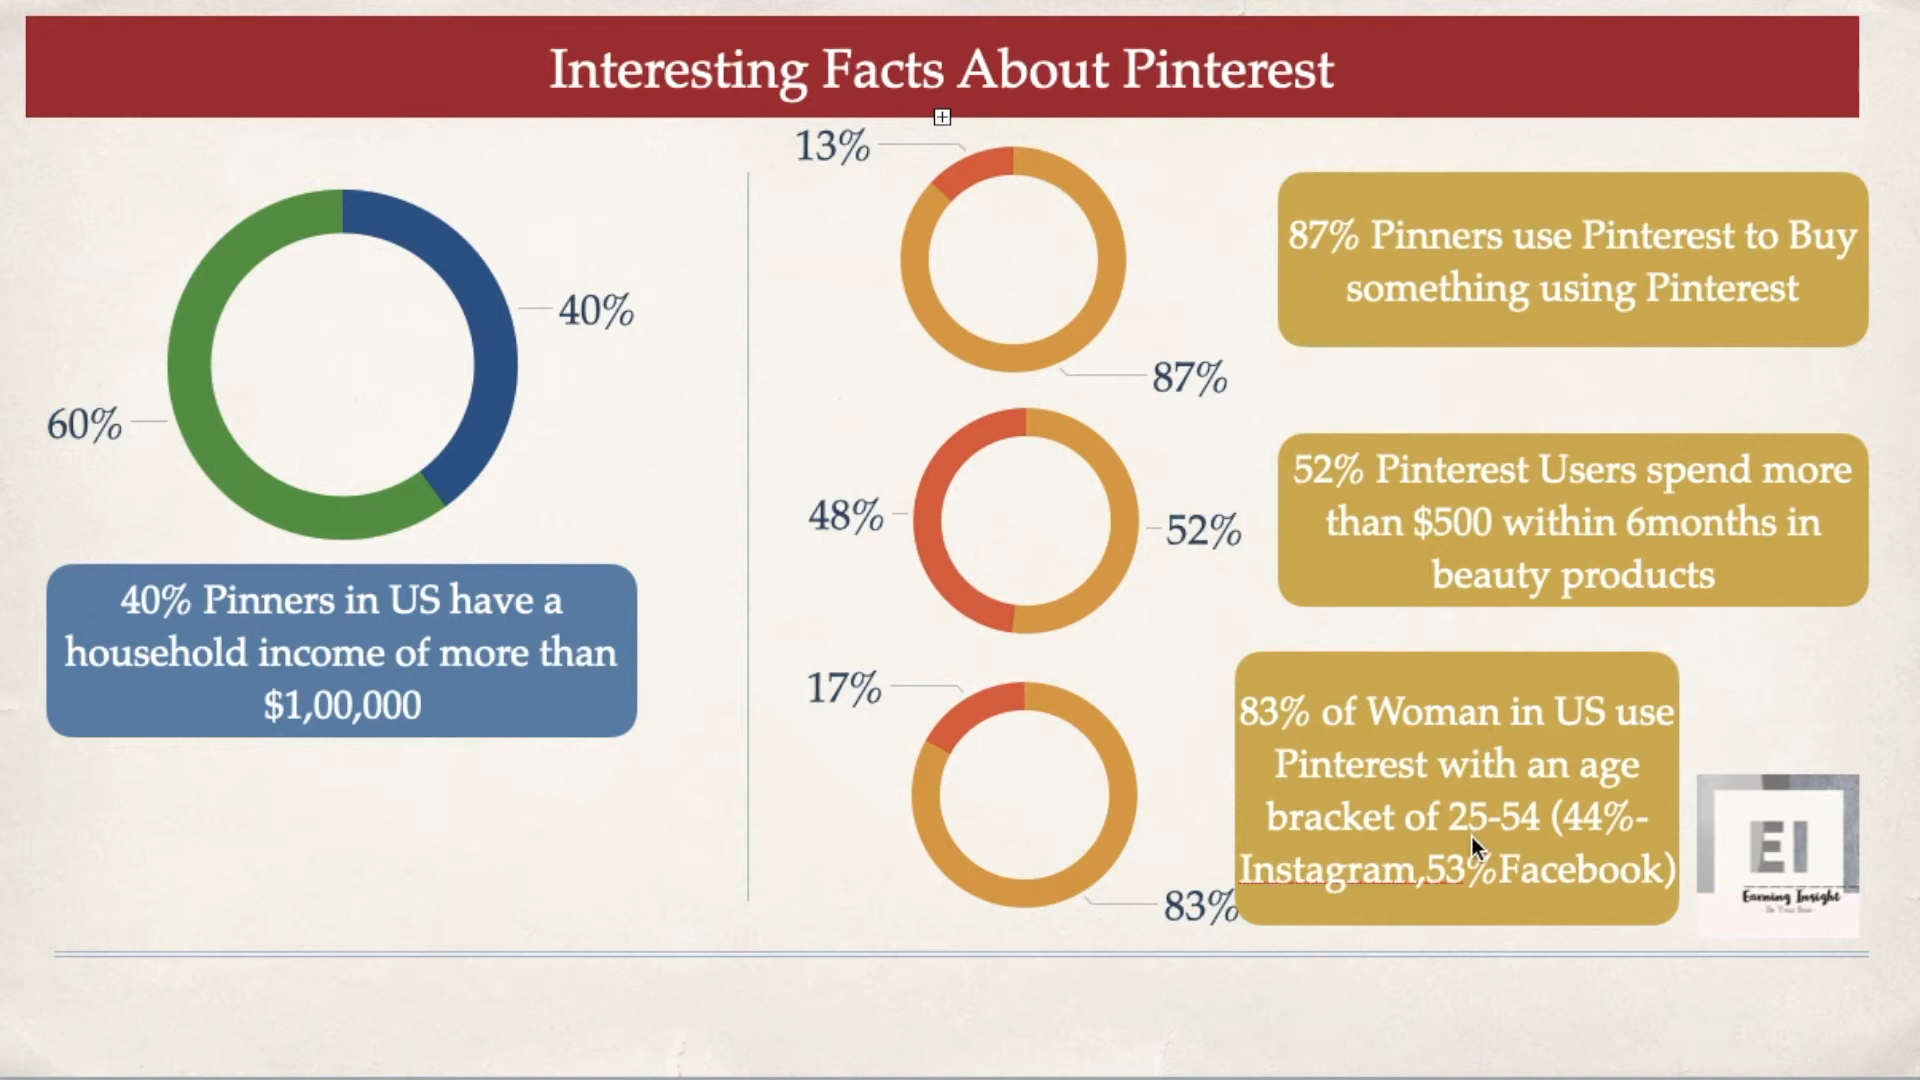 Interesting Facts About Pinterest
40%
60%
40% Pinners in US have a
household income of more than
$1,00,000
13%
87%
87% Pinners use Pinterest to Buy
something using Pinterest
48%
52%
52% Pinterest Users spend more
than $500 within 6months in
beauty products
17%
83%
83% of Woman in US use
Pinterest with an age
bracket of 25-54 (44%-
Instagram,53%Facebook)
EI
Earning Insight